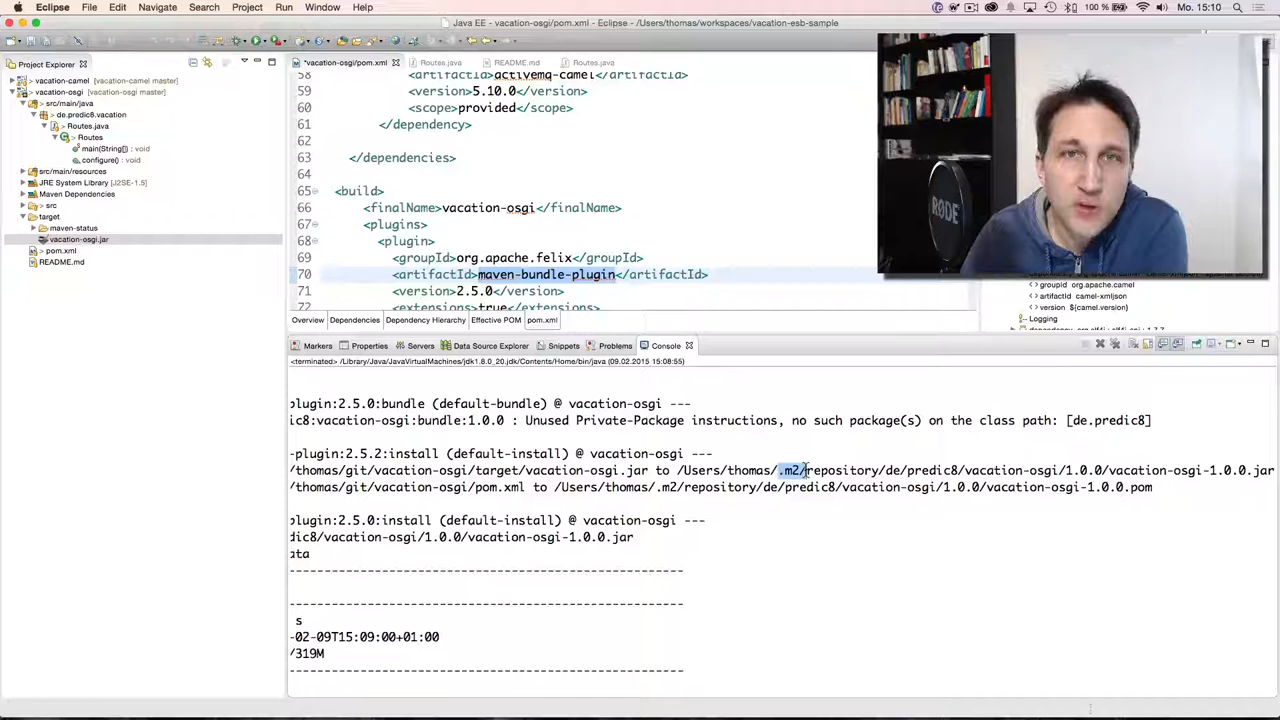 Eclipse File Edit Navigate Search Project Run Window Help
100 % Mo. 15:10
Java EE - vacation-osgi/pom.xml - Eclipse - /Users/thomas/workspaces/vacation-esb-sample
Project Explorer
vacation-camel [vacation-camel master]
vacation-osgi [vacation-osgi master]
src/main/java
de.predic8.vacation
Routes.java
Routes
main(String[]) : void
configure() : void
src/main/resources
JRE System Library [J2SE-1.5]
Maven Dependencies
src
target
maven-status
vacation-osgi.jar
pom.xml
README.md
*vacation-osgi/pom.xml Routes.java README.md Routes.java
58 <artifactId>activemq-camel</artifactId>
59 <version>5.10.0</version>
60 <scope>provided</scope>
61 </dependency>
62
63 </dependencies>
64
65 <build>
66 <finalName>vacation-osgi</finalName>
67 <plugins>
68 <plugin>
69 <groupId>org.apache.felix</groupId>
70 <artifactId>maven-bundle-plugin</artifactId>
71 <version>2.5.0</version>
72 <extensions>true</extensions>
Overview Dependencies Dependency Hierarchy Effective POM pom.xml
RØDE
groupId org.apache.camel
artifactId camel-xmljson
version ${camel.version}
Logging
Markers Properties Servers Data Source Explorer Snippets Problems Console
<terminated> /Library/Java/JavaVirtualMachines/jdk1.8.0_20.jdk/Contents/Home/bin/java (09.02.2015 15:08:55)
plugin:2.5.0:bundle (default-bundle) @ vacation-osgi ---
ic8:vacation-osgi:bundle:1.0.0 : Unused Private-Package instructions, no such package(s) on the class path: [de.predic8]
-plugin:2.5.2:install (default-install) @ vacation-osgi ---
/thomas/git/vacation-osgi/target/vacation-osgi.jar to /Users/thomas/.m2/repository/de/predic8/vacation-osgi/1.0.0/vacation-osgi-1.0.0.jar
/thomas/git/vacation-osgi/pom.xml to /Users/thomas/.m2/repository/de/predic8/vacation-osgi/1.0.0/vacation-osgi-1.0.0.pom
plugin:2.5.0:install (default-install) @ vacation-osgi ---
dic8/vacation-osgi/1.0.0/vacation-osgi-1.0.0.jar
ata
------------------------------------------------------
------------------------------------------------------
s
-02-09T15:09:00+01:00
/319M
------------------------------------------------------